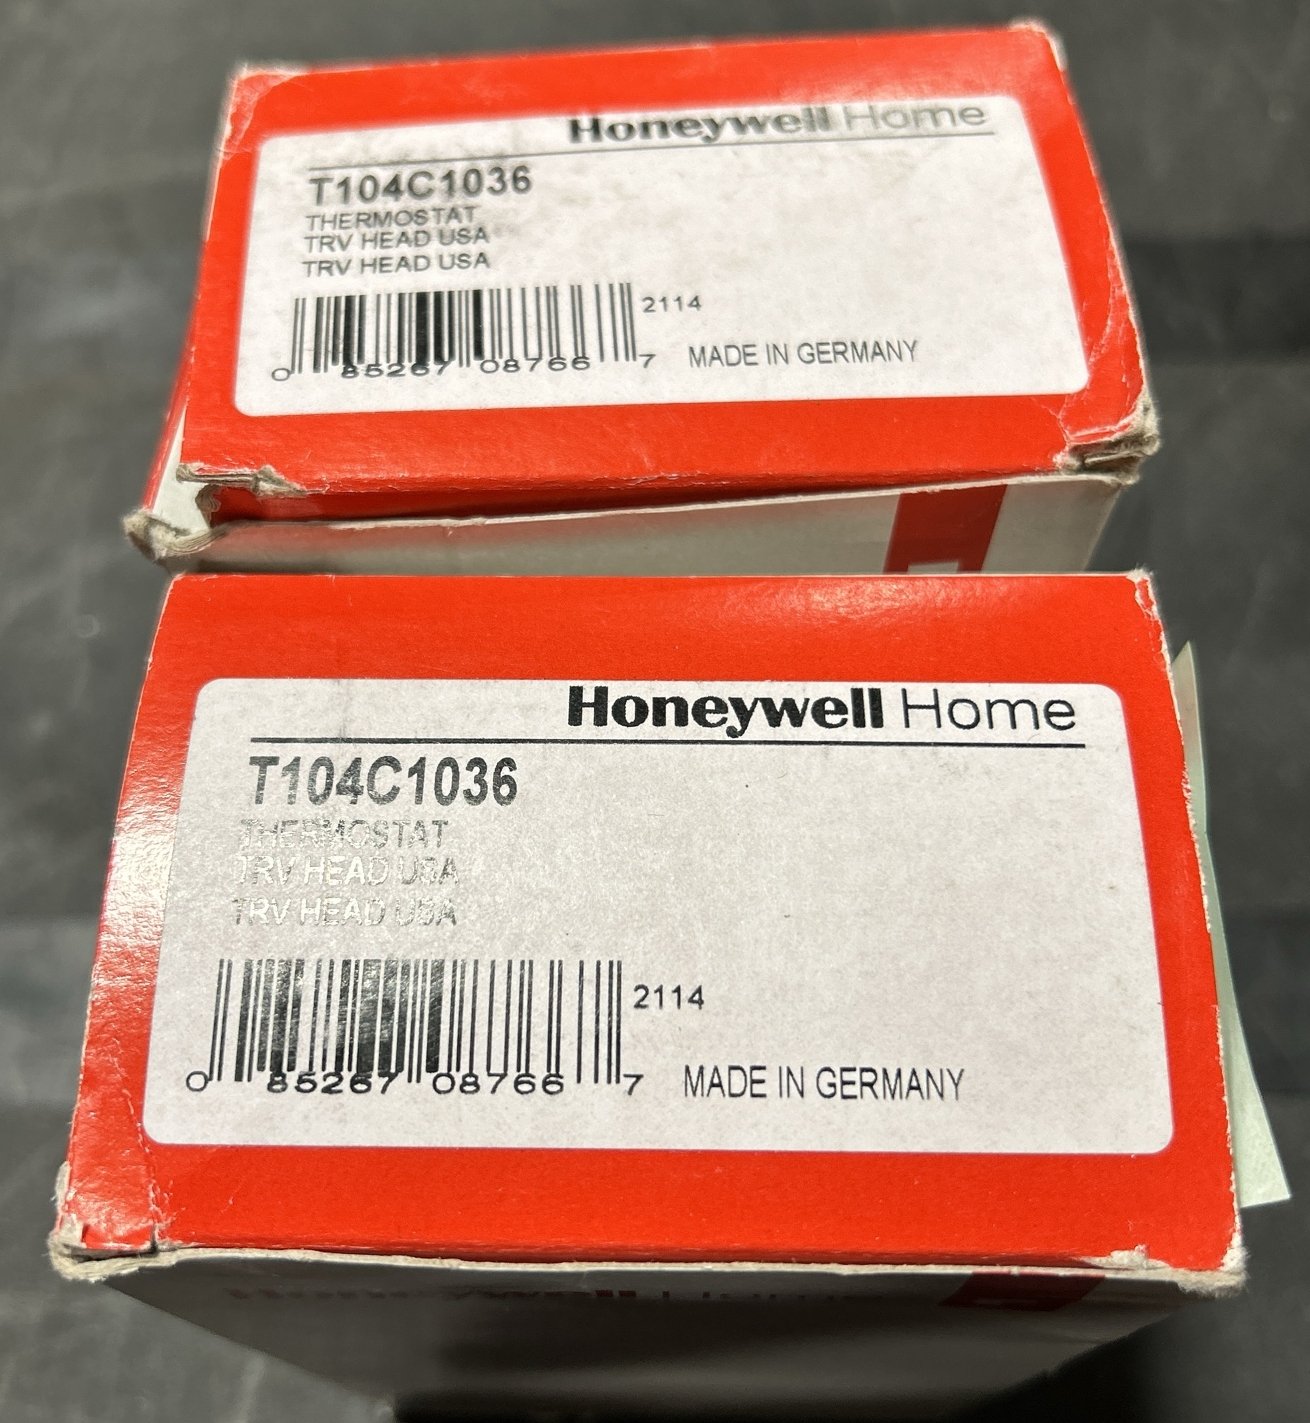 Honeywell Home
T104C1036
THERMOSTAT
TRV HEAD USA
TRV HEAD USA
2114
0 85267 08766 7
MADE IN GERMANY
Honeywell Home
T104C1036
THERMOSTAT
TRV HEAD USA
TRV HEAD USA
2114
0 85267 08766 7
MADE IN GERMANY